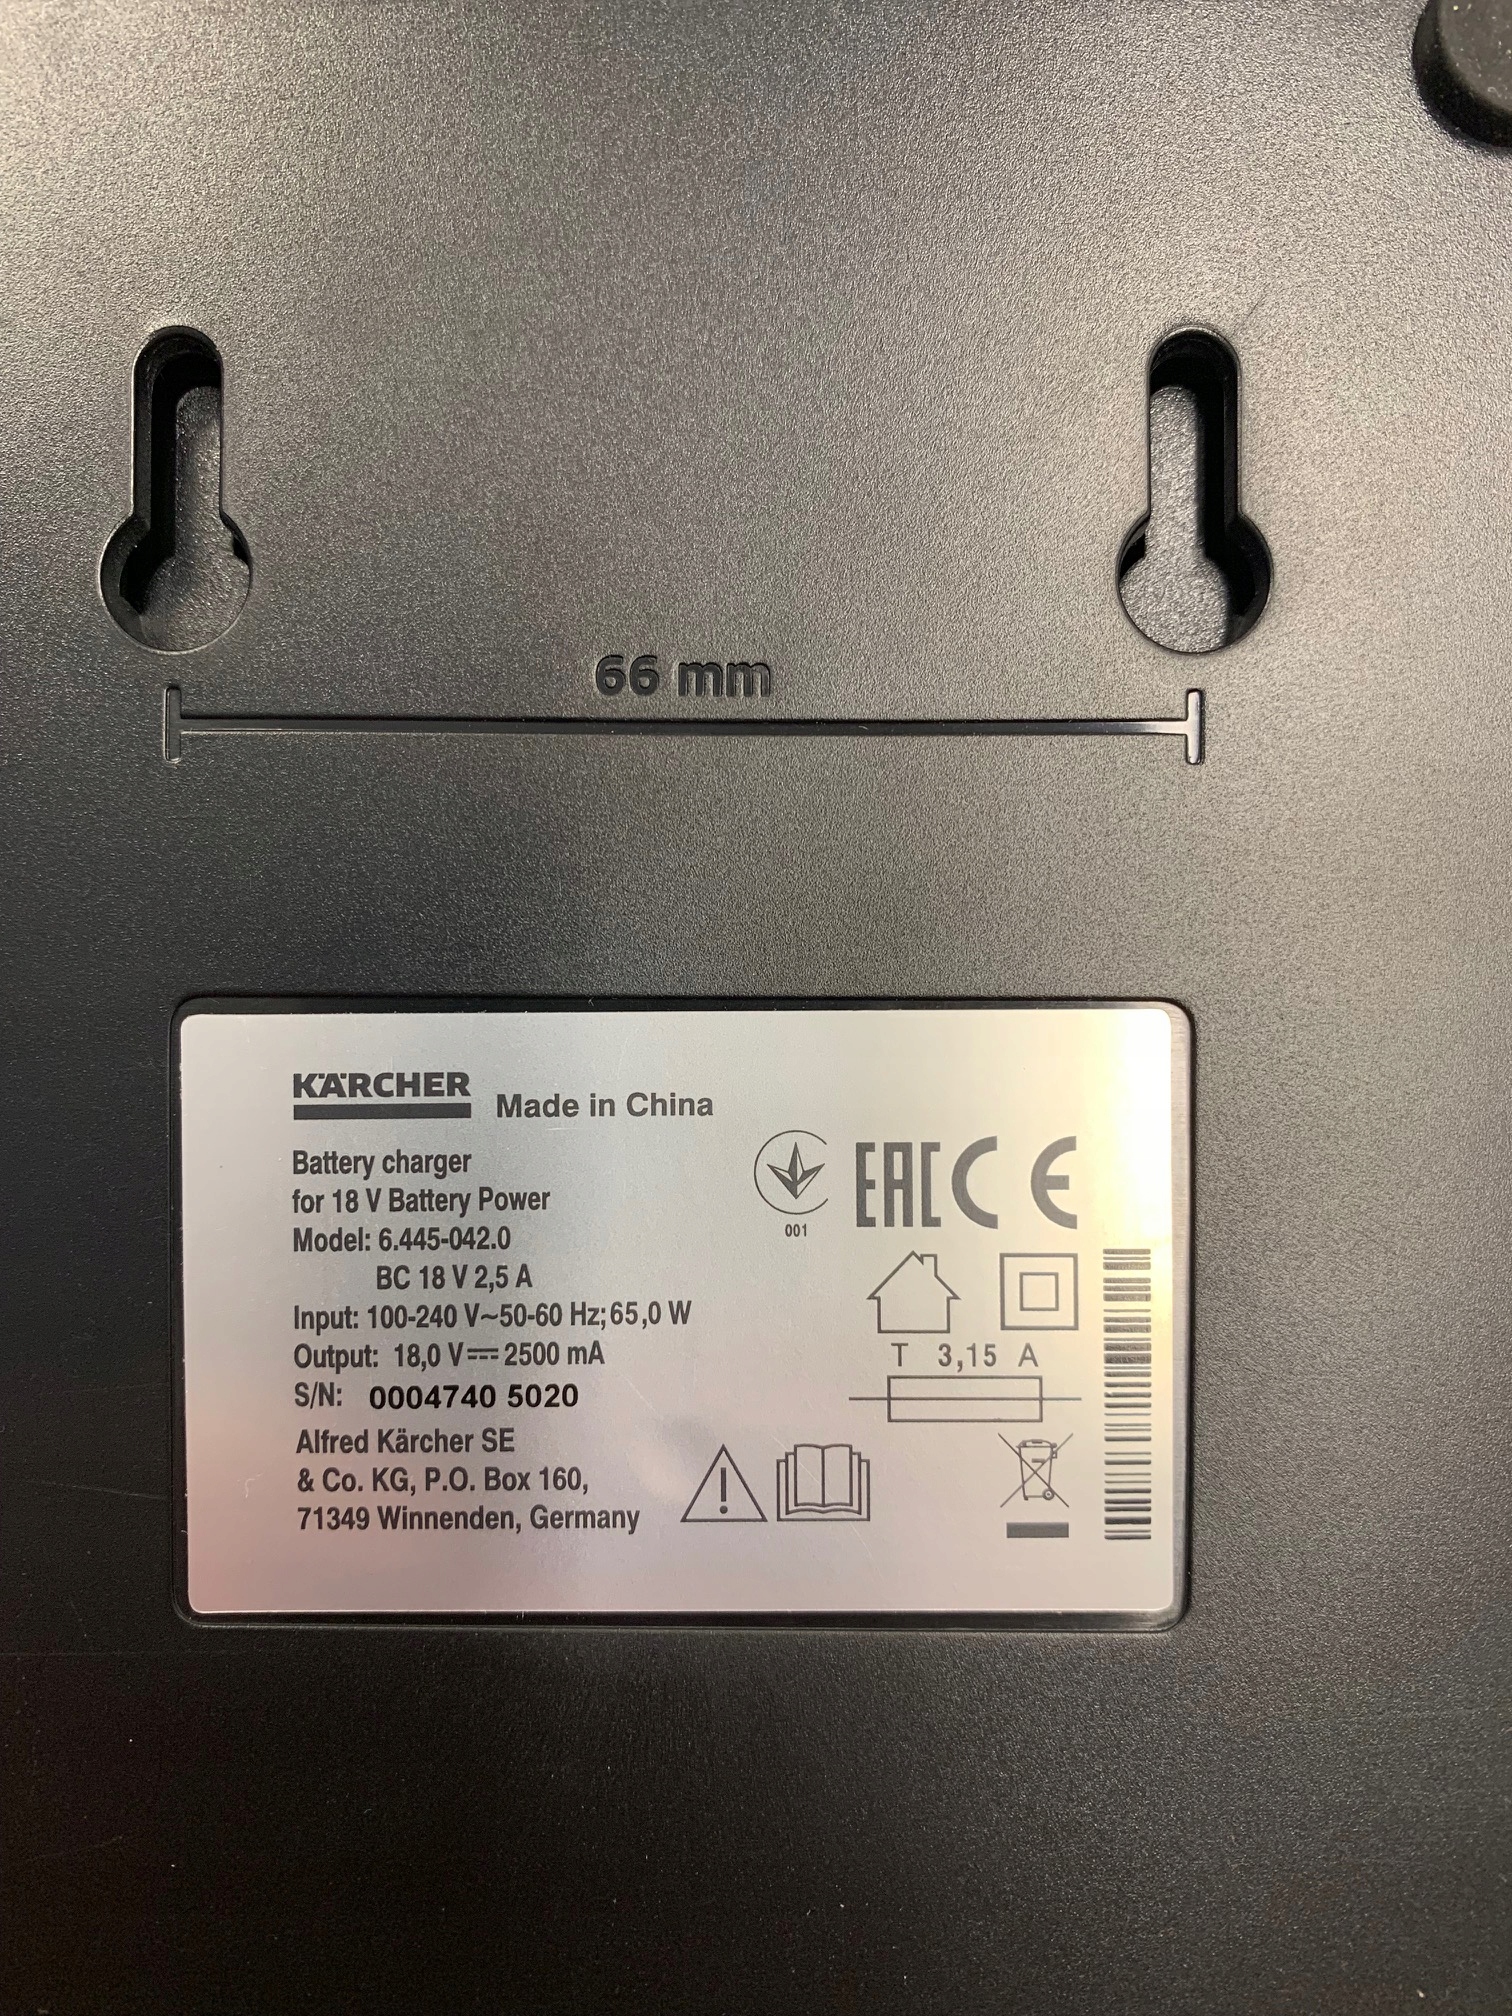 66 mm
KÄRCHER
Made in China
Battery charger
for 18 V Battery Power
Model: 6.445-042.0
BC 18 V 2,5 A
Input: 100-240 V~50-60 Hz; 65,0 W
Output: 18,0 V⎓2500 mA
S/N: 0004740 5020
Alfred Kärcher SE
& Co. KG, P.O. Box 160,
71349 Winnenden, Germany
001
EAC CE
T 3,15 A